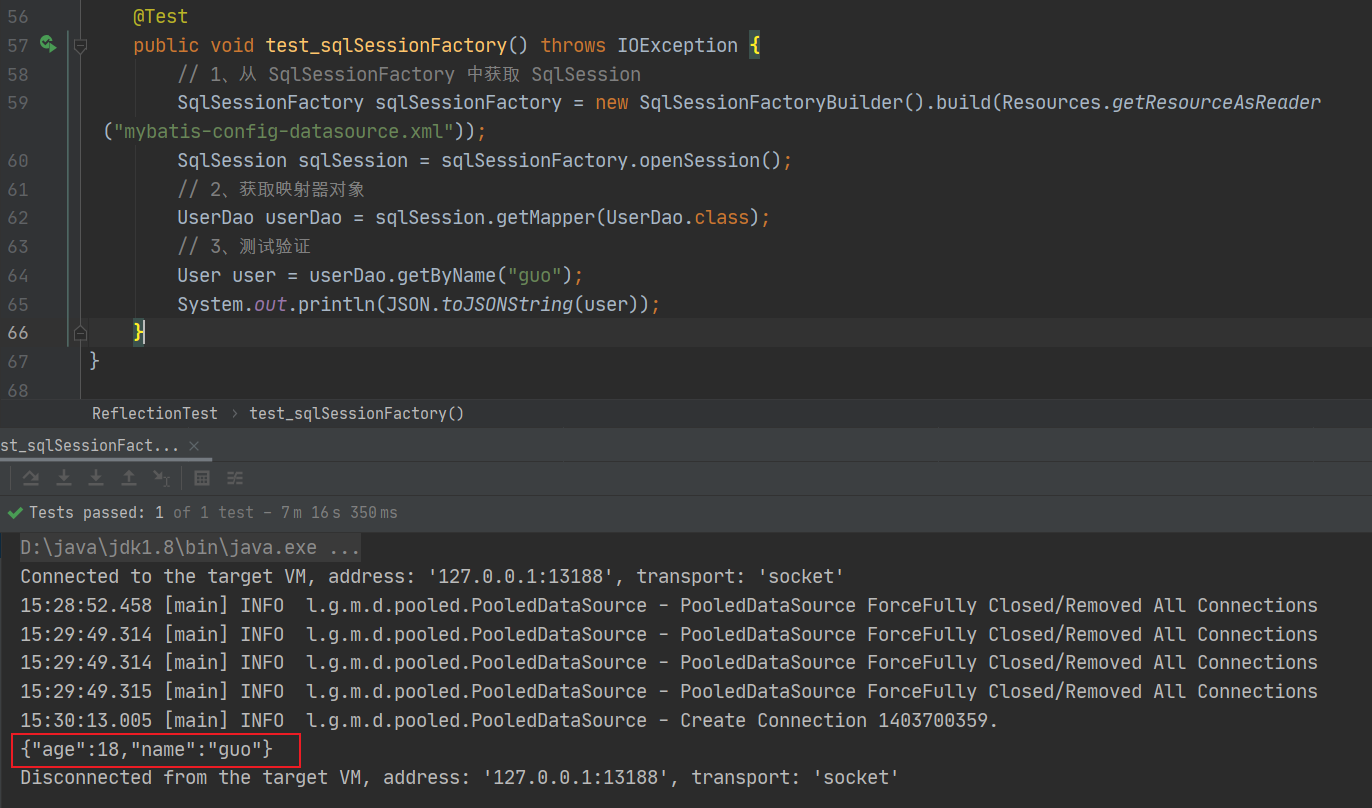 56 @Test
57 public void test_sqlSessionFactory() throws IOException {
58 // 1、从 SqlSessionFactory 中获取 SqlSession
59 SqlSessionFactory sqlSessionFactory = new SqlSessionFactoryBuilder().build(Resources.getResourceAsReader
("mybatis-config-datasource.xml"));
60 SqlSession sqlSession = sqlSessionFactory.openSession();
61 // 2、获取映射器对象
62 UserDao userDao = sqlSession.getMapper(UserDao.class);
63 // 3、测试验证
64 User user = userDao.getByName("guo");
65 System.out.println(JSON.toJSONString(user));
66 }
67 }
68
ReflectionTest › test_sqlSessionFactory()
st_sqlSessionFact... ×
Tests passed: 1 of 1 test – 7 m 16 s 350 ms
D:\java\jdk1.8\bin\java.exe ...
Connected to the target VM, address: '127.0.0.1:13188', transport: 'socket'
15:28:52.458 [main] INFO  l.g.m.d.pooled.PooledDataSource - PooledDataSource ForceFully Closed/Removed All Connections
15:29:49.314 [main] INFO  l.g.m.d.pooled.PooledDataSource - PooledDataSource ForceFully Closed/Removed All Connections
15:29:49.314 [main] INFO  l.g.m.d.pooled.PooledDataSource - PooledDataSource ForceFully Closed/Removed All Connections
15:29:49.315 [main] INFO  l.g.m.d.pooled.PooledDataSource - PooledDataSource ForceFully Closed/Removed All Connections
15:30:13.005 [main] INFO  l.g.m.d.pooled.PooledDataSource - Create Connection 1403700359.
{"age":18,"name":"guo"}
Disconnected from the target VM, address: '127.0.0.1:13188', transport: 'socket'